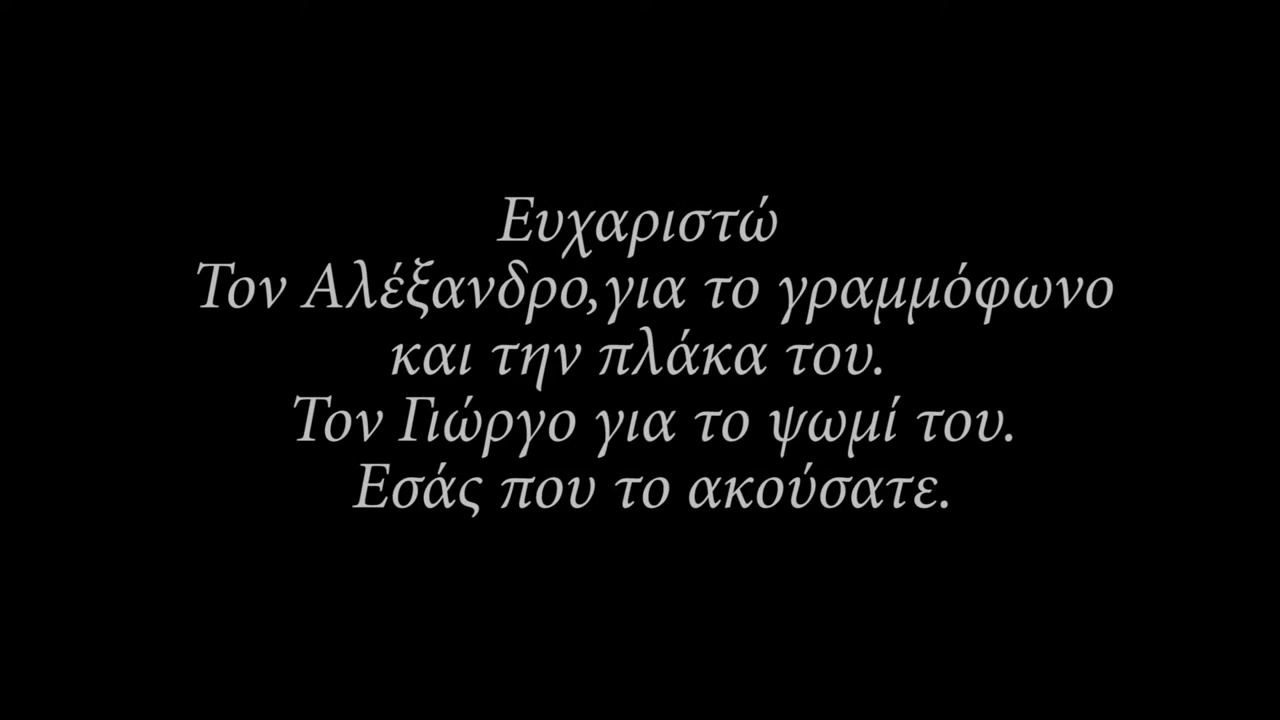 Ευχαριστώ
Τον Αλέξανδρο,για το γραμμόφωνο
και την πλάκα του.
Τον Γιώργο για το ψωμί του.
Εσάς που το ακούσατε.